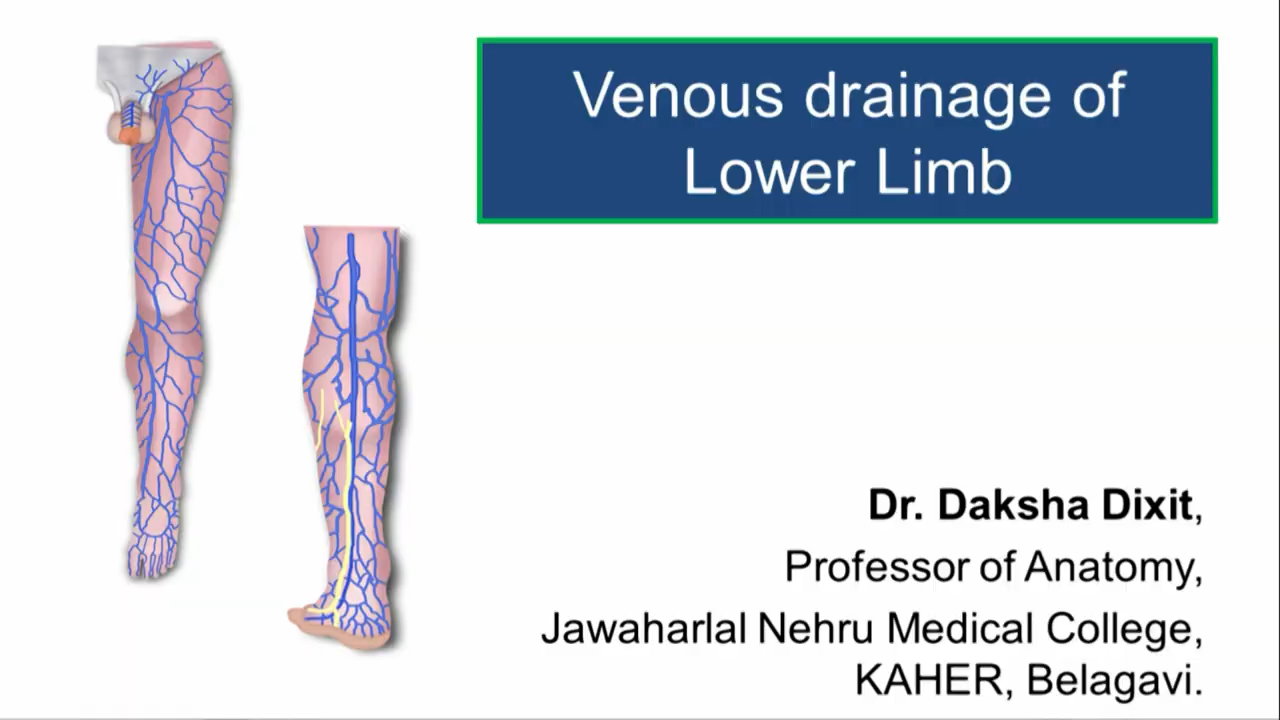 Venous drainage of
Lower Limb
Dr. Daksha Dixit,
Professor of Anatomy,
Jawaharlal Nehru Medical College,
KAHER, Belagavi.